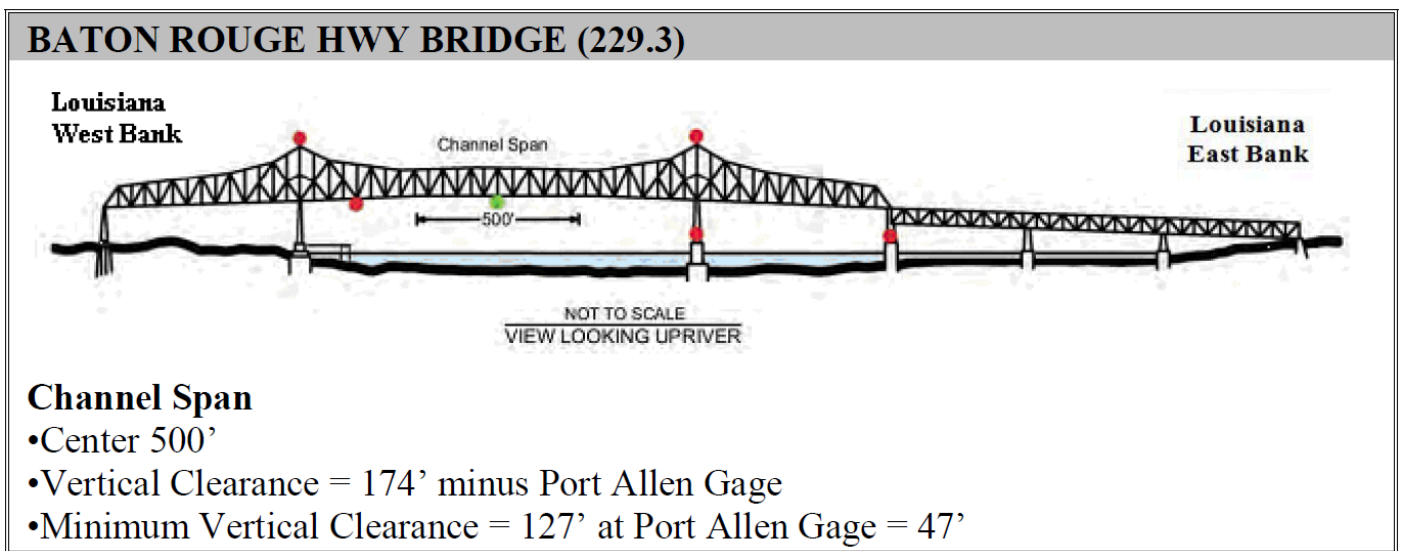 BATON ROUGE HWY BRIDGE (229.3)
Louisiana
West Bank
Channel Span
Louisiana
East Bank
500'
NOT TO SCALE
VIEW LOOKING UPRIVER
Channel Span
•Center 500’
•Vertical Clearance = 174’ minus Port Allen Gage
•Minimum Vertical Clearance = 127’ at Port Allen Gage = 47’